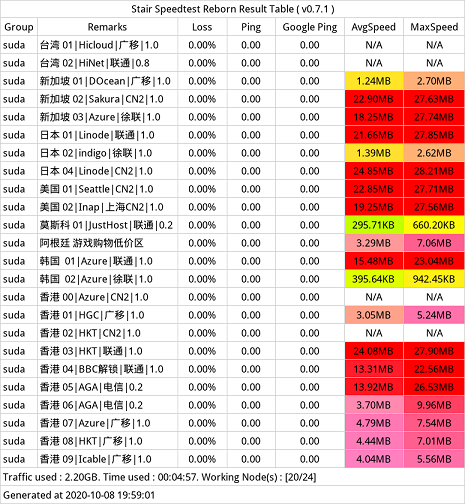 Stair Speedtest Reborn Result Table ( v0.7.1 )
Group Remarks Loss Ping Google Ping AvgSpeed MaxSpeed
suda 台湾 01|Hicloud|广移|1.0 0.00% 0.00 0.00 N/A N/A
suda 台湾 02|HiNet|联通|0.8 0.00% 0.00 0.00 N/A N/A
suda 新加坡 01|DOcean|广移|1.0 0.00% 0.00 0.00 1.24MB 2.70MB
suda 新加坡 02|Sakura|CN2|1.0 0.00% 0.00 0.00 22.90MB 27.63MB
suda 新加坡 03|Azure|徐联|1.0 0.00% 0.00 0.00 18.25MB 27.74MB
suda 日本 01|Linode|联通|1.0 0.00% 0.00 0.00 21.66MB 27.85MB
suda 日本 02|indigo|徐联|1.0 0.00% 0.00 0.00 1.39MB 2.62MB
suda 日本 04|Linode|CN2|1.0 0.00% 0.00 0.00 24.85MB 28.21MB
suda 美国 01|Seattle|CN2|1.0 0.00% 0.00 0.00 22.85MB 27.71MB
suda 美国 02|Inap|上海CN2|1.0 0.00% 0.00 0.00 19.25MB 27.56MB
suda 莫斯科 01|JustHost|联通|0.2 0.00% 0.00 0.00 295.71KB 660.20KB
suda 阿根廷 游戏购物低价区 0.00% 0.00 0.00 3.29MB 7.06MB
suda 韩国 01|Azure|联通|1.0 0.00% 0.00 0.00 15.48MB 23.04MB
suda 韩国 02|Azure|徐联|1.0 0.00% 0.00 0.00 395.64KB 942.45KB
suda 香港 00|Azure|CN2|1.0 0.00% 0.00 0.00 N/A N/A
suda 香港 01|HGC|广移|1.0 0.00% 0.00 0.00 3.05MB 5.24MB
suda 香港 02|HKT|CN2|1.0 0.00% 0.00 0.00 N/A N/A
suda 香港 03|HKT|联通|1.0 0.00% 0.00 0.00 24.08MB 27.90MB
suda 香港 04|BBC解锁|联通|1.0 0.00% 0.00 0.00 13.31MB 22.56MB
suda 香港 05|AGA|电信|0.2 0.00% 0.00 0.00 13.92MB 26.53MB
suda 香港 06|AGA|电信|0.2 0.00% 0.00 0.00 3.70MB 9.96MB
suda 香港 07|Azure|广移|1.0 0.00% 0.00 0.00 4.79MB 7.54MB
suda 香港 08|HKT|广移|1.0 0.00% 0.00 0.00 4.44MB 7.01MB
suda 香港 09|Icable|广移|1.0 0.00% 0.00 0.00 4.04MB 5.56MB
Traffic used : 2.20GB. Time used : 00:04:57. Working Node(s) : [20/24]
Generated at 2020-10-08 19:59:01